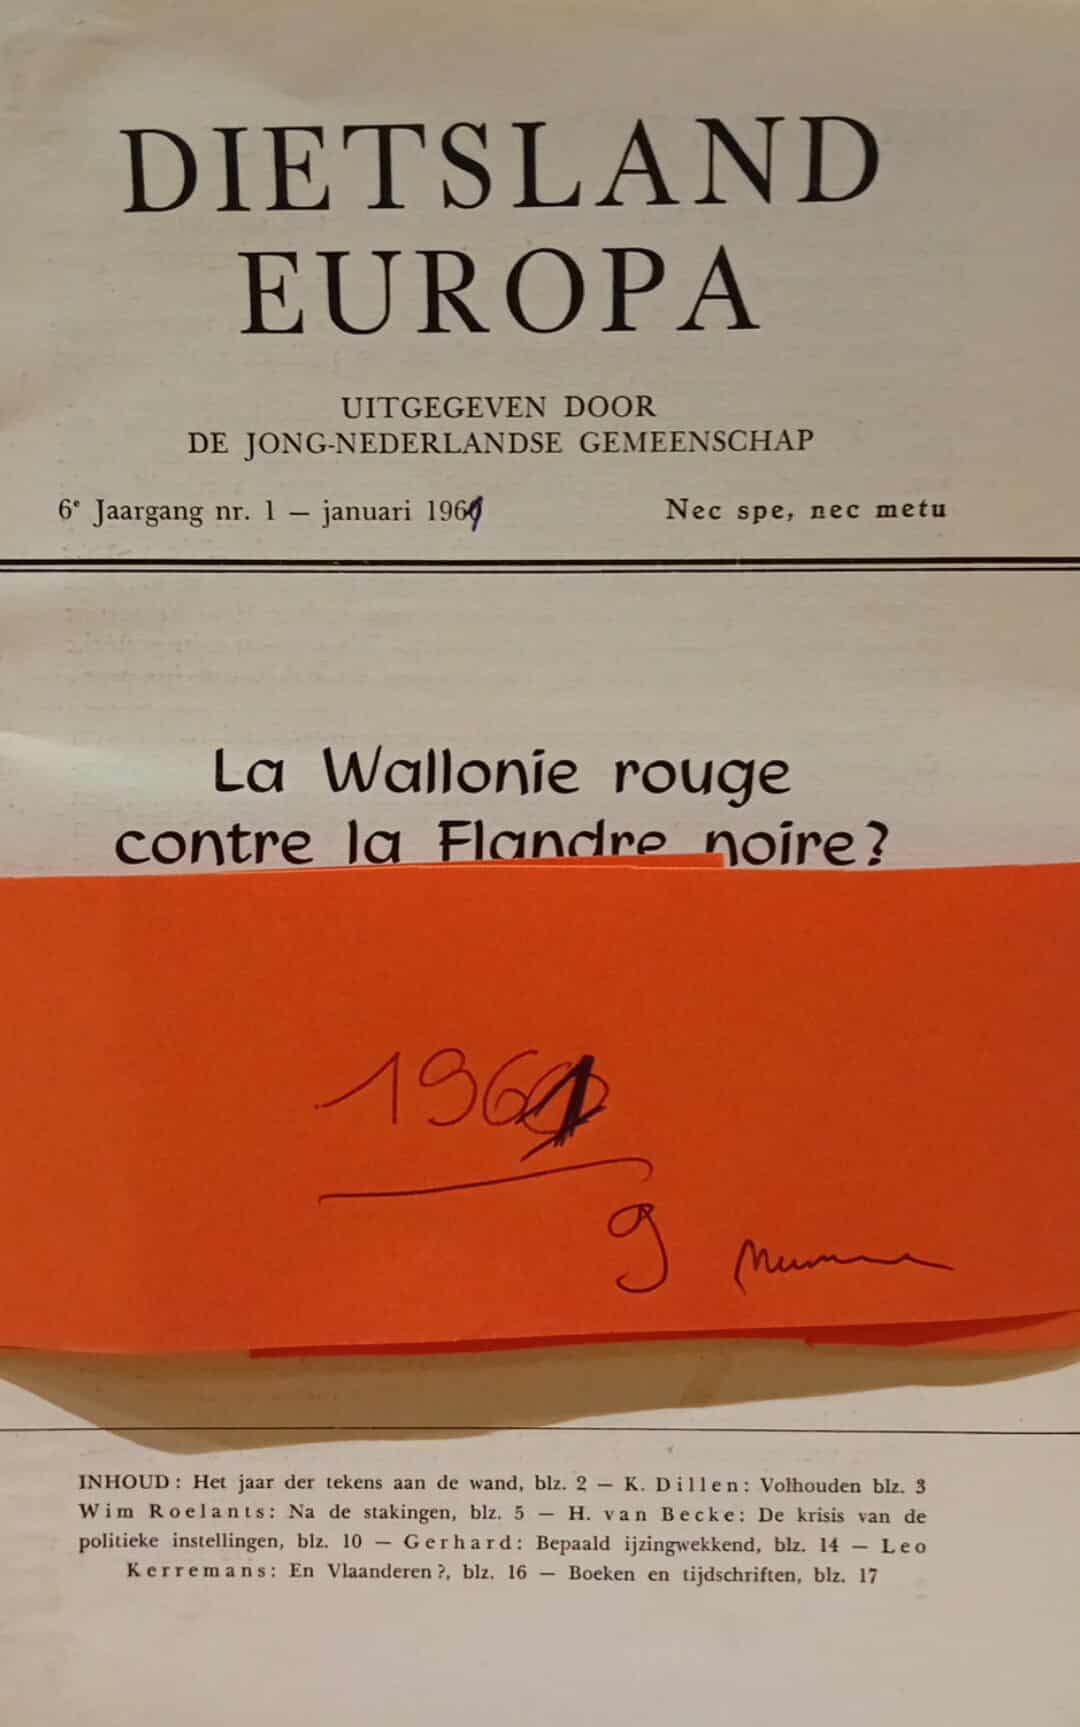 DIETSLAND
EUROPA
UITGEGEVEN DOOR
DE JONG-NEDERLANDSE GEMEENSCHAP
6e Jaargang nr. 1 — januari 1961 Nec spe, nec metu
La Wallonie rouge
contre la Flandre noire?
1961
9
INHOUD: Het jaar der tekens aan de wand, blz. 2 — K. Dillen: Volhouden blz. 3
Wim Roelants: Na de stakingen, blz. 5 — H. van Becke: De krisis van de
politieke instellingen, blz. 10 — Gerhard: Bepaald ijzingwekkend, blz. 14 — Leo
Kerremans: En Vlaanderen?, blz. 16 — Boeken en tijdschriften, blz. 17